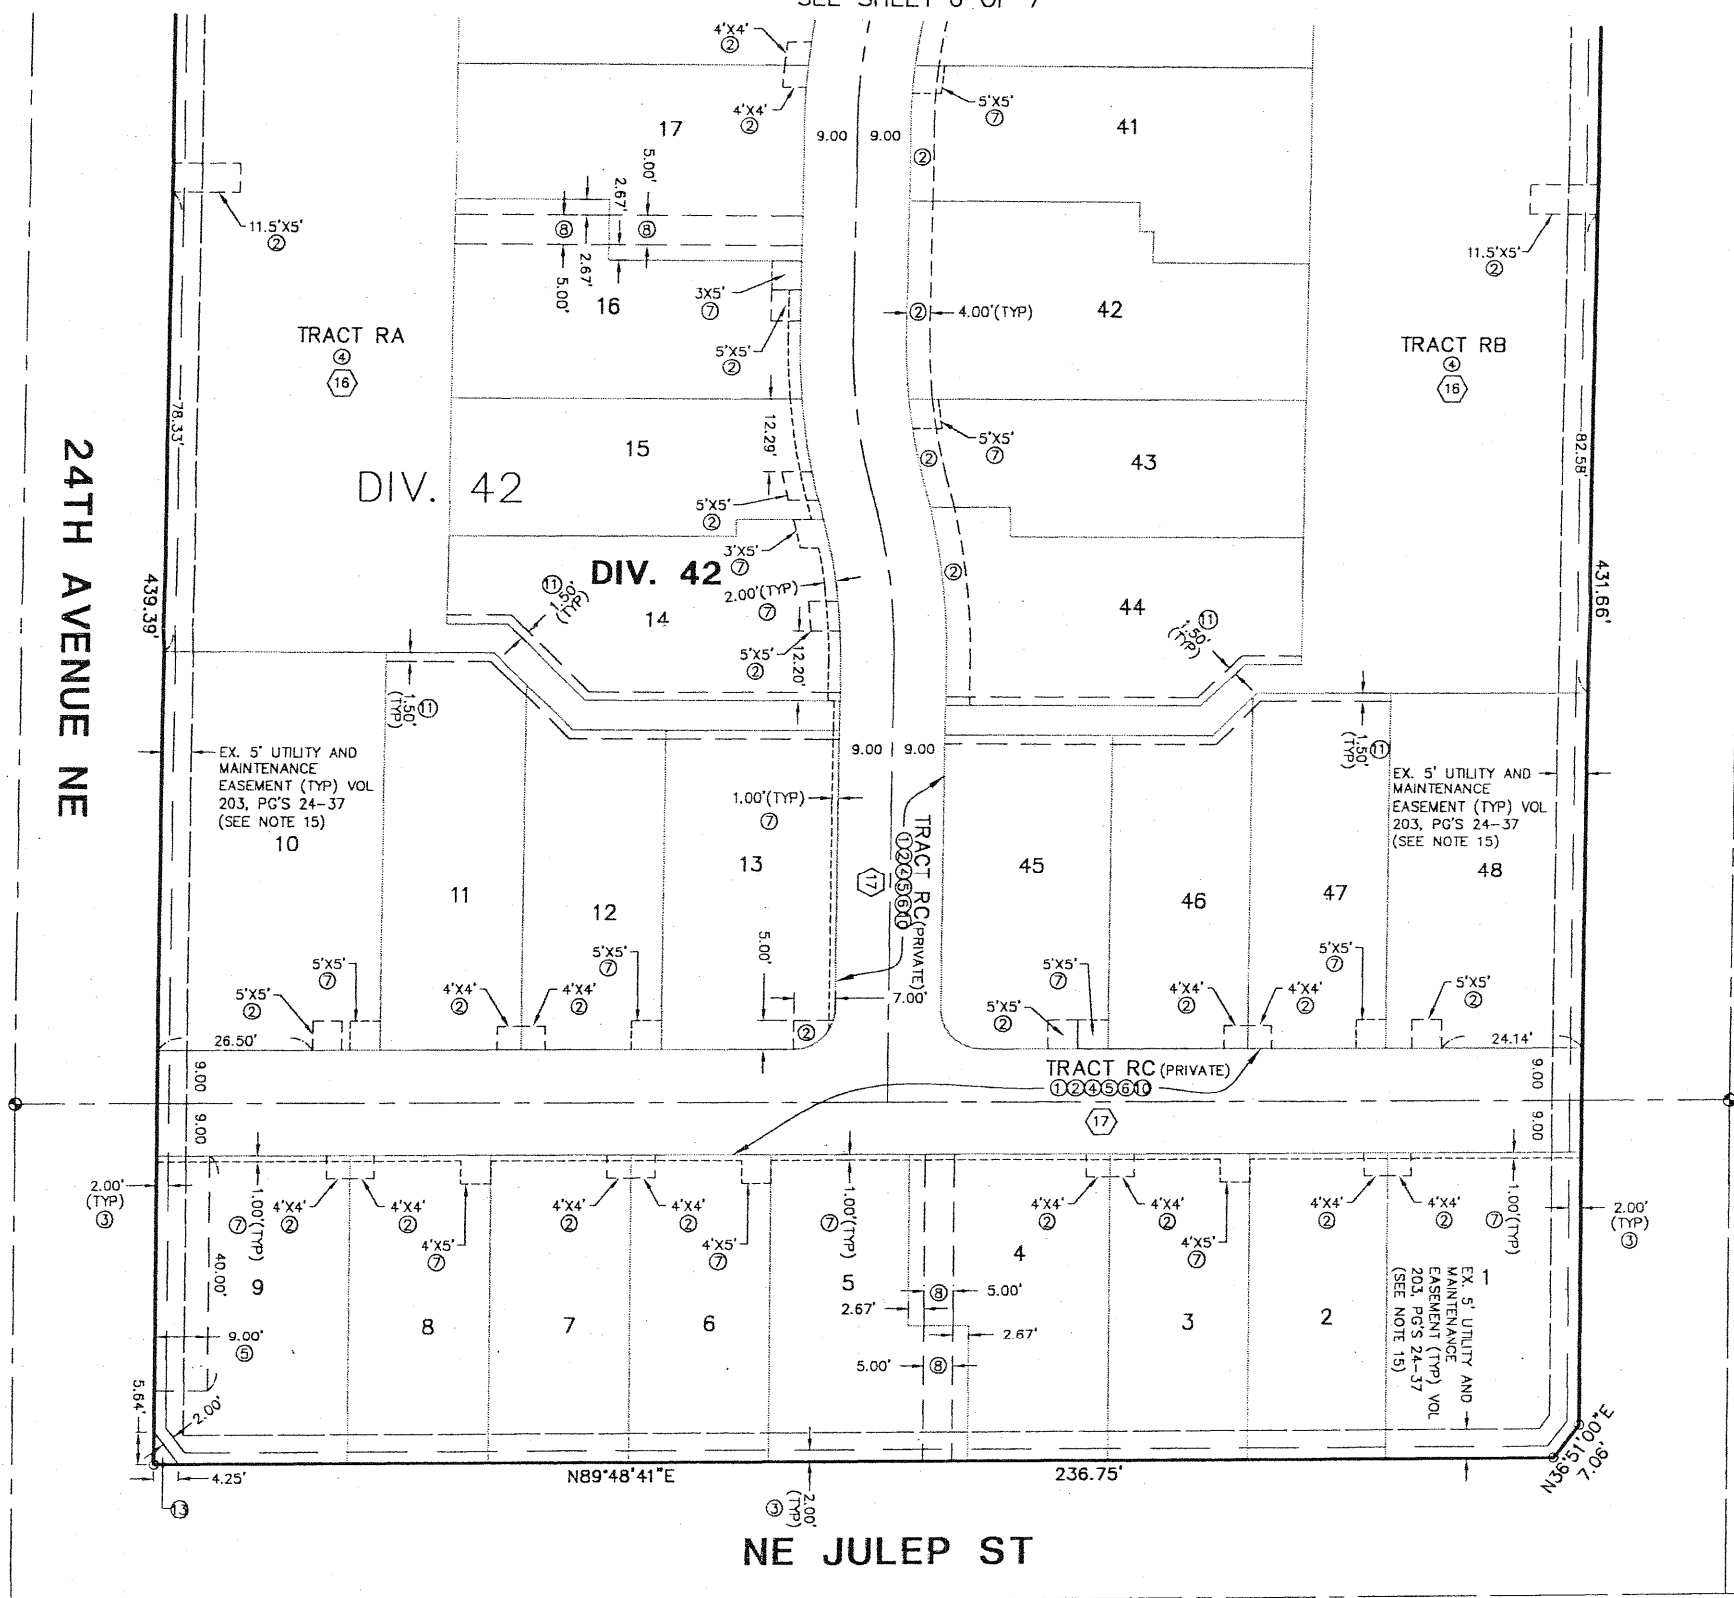 SEE SHEET 6 OF 7
4'X4'
②
4'X4'
②
17
9.00
9.00
5'X5'
⑦
41
②
5.00'
2.67'
⑧
⑧
2.67'
5.00'
11.5'X5'
②
11.5'X5'
②
16
3X5'
⑦
5'X5'
②
②
4.00'(TYP)
42
TRACT RA
④
16
TRACT RB
④
16
78.33'
82.58'
15
12.29'
5'X5'
⑦
②
43
DIV. 42
5'X5'
②
3'X5'
⑦
DIV. 42
24TH AVENUE NE
439.39'
431.66'
⑪
1.50'
(TYP)
14
2.00'(TYP)
⑦
5'X5'
②
12.20'
②
44
⑪
1.50'
(TYP)
1.50'
(TYP)
⑪
1.50'
(TYP)
⑪
9.00
9.00
EX. 5' UTILITY AND
MAINTENANCE
EASEMENT (TYP) VOL
203, PG'S 24-37
(SEE NOTE 15)
10
EX. 5' UTILITY AND
MAINTENANCE
EASEMENT (TYP) VOL
203, PG'S 24-37
(SEE NOTE 15)
48
1.00'(TYP)
⑦
13
11
12
TRACT RC(PRIVATE)
①②④⑤⑥⑩
17
45
46
47
5.00'
7.00'
②
5'X5'
②
5'X5'
⑦
4'X4'
②
4'X4'
②
5'X5'
⑦
5'X5'
②
5'X5'
⑦
4'X4'
②
4'X4'
②
5'X5'
⑦
5'X5'
②
26.50'
24.14'
9.00
9.00
9.00
9.00
TRACT RC (PRIVATE)
①②④⑤⑥⑩
17
2.00'
(TYP)
③
1.00'(TYP)
⑦
40.00'
9
4'X4'
②
4'X4'
②
4'X5'
⑦
4'X4'
②
4'X4'
②
4'X5'
⑦
1.00'(TYP)
⑦
5
4
4'X4'
②
4'X4'
②
4'X5'
⑦
4'X4'
②
4'X4'
②
1.00'(TYP)
⑦
2.00'
(TYP)
③
8
7
6
3
2
1
EX. 5' UTILITY AND
MAINTENANCE
EASEMENT (TYP) VOL
203, PG'S 24-37
(SEE NOTE 15)
⑧
5.00'
2.67'
2.67'
5.00'
⑧
9.00'
⑤
5.64'
2.00'
4.25'
⑬
N89°48'41"E
236.75'
N36°51'00"E
7.06'
③
2.00'
(TYP)
NE JULEP ST